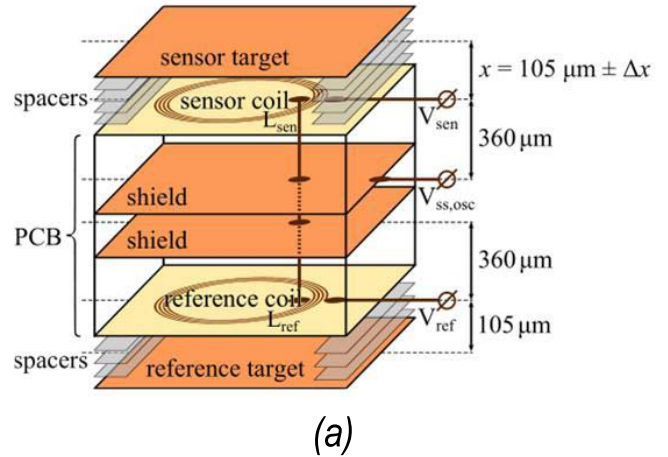 sensor target
x = 105 μm ± Δx
spacers
sensor coil
L_sen
V_sen
360 μm
shield
V_ss,osc
PCB
shield
360 μm
reference coil
L_ref
V_ref
105 μm
spacers
reference target
(a)